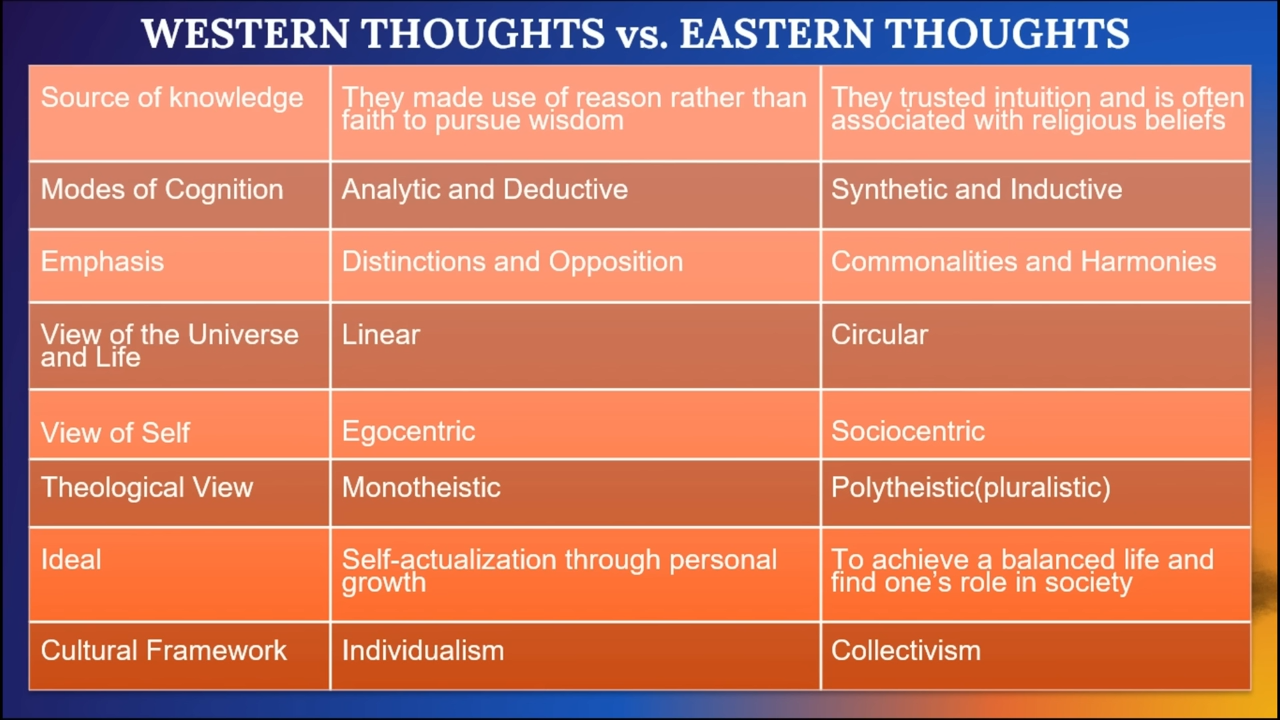 WESTERN THOUGHTS vs. EASTERN THOUGHTS
Source of knowledge
They made use of reason rather than
faith to pursue wisdom
They trusted intuition and is often
associated with religious beliefs
Modes of Cognition
Analytic and Deductive
Synthetic and Inductive
Emphasis
Distinctions and Opposition
Commonalities and Harmonies
View of the Universe
and Life
Linear
Circular
View of Self
Egocentric
Sociocentric
Theological View
Monotheistic
Polytheistic(pluralistic)
Ideal
Self-actualization through personal
growth
To achieve a balanced life and
find one’s role in society
Cultural Framework
Individualism
Collectivism